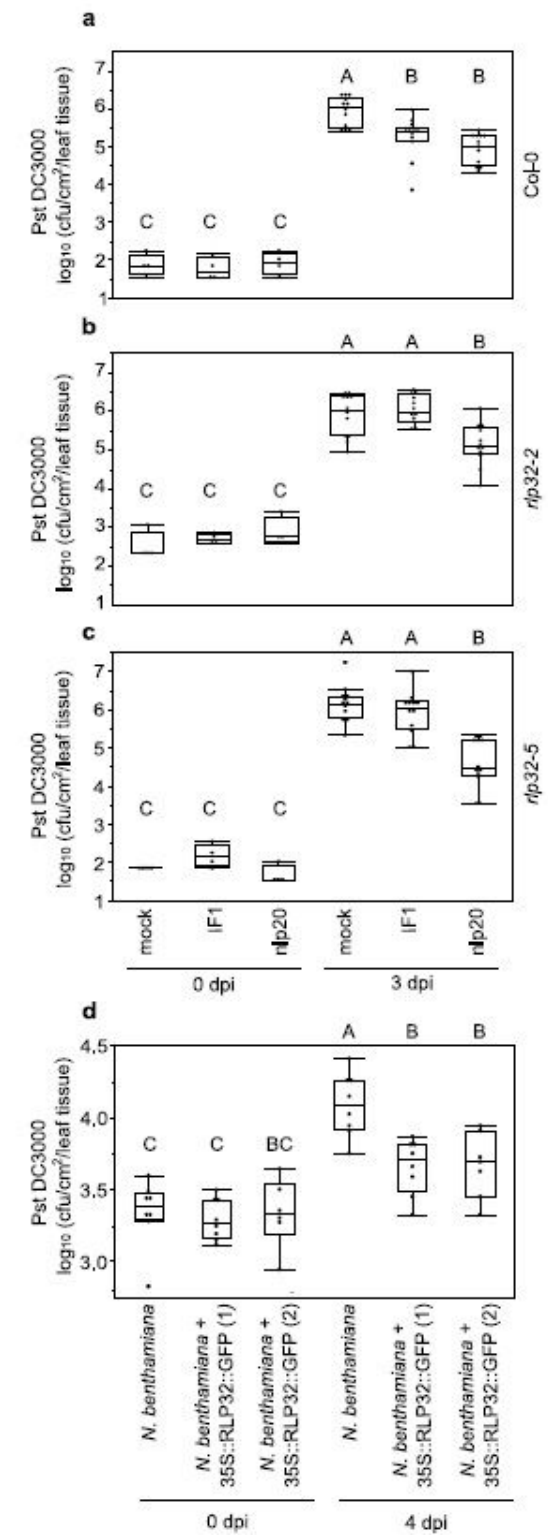 a
Pst DC3000
log10 (cfu/cm2/leaf tissue)
7
6
5
4
3
2
1
C C C A B B
Col-0
b
Pst DC3000
log10 (cfu/cm2/leaf tissue)
7
6
5
4
3
2
1
C C C A A B
rlp32-2
c
Pst DC3000
log10 (cfu/cm2/leaf tissue)
7
6
5
4
3
2
1
C C C A A B
rlp32-5
mock IF1 nlp20 mock IF1 nlp20
0 dpi 3 dpi
d
Pst DC3000
log10 (cfu/cm2/leaf tissue)
4.5
4.0
3.5
3.0
C C BC A B B
N. benthamiana
N. benthamiana +
35S::RLP32::GFP (1)
N. benthamiana +
35S::RLP32::GFP (2)
N. benthamiana
N. benthamiana +
35S::RLP32::GFP (1)
N. benthamiana +
35S::RLP32::GFP (2)
0 dpi 4 dpi